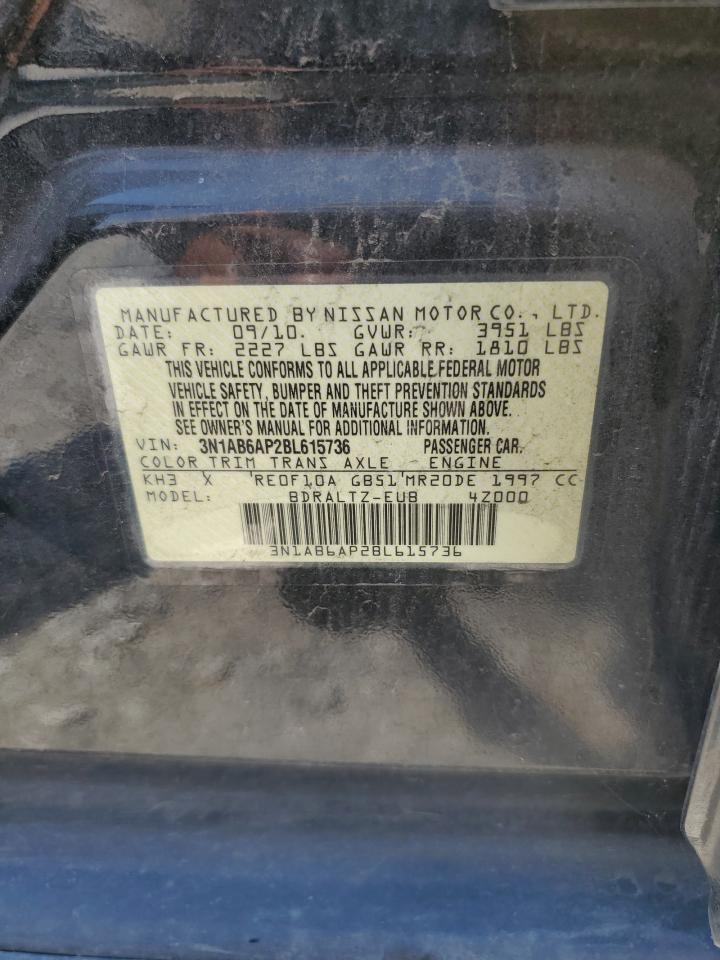 MANUFACTURED BY NISSAN MOTOR CO., LTD.
DATE: 09/10. GVWR: 3951 LBS
GAWR FR: 2227 LBS GAWR RR: 1810 LBS
THIS VEHICLE CONFORMS TO ALL APPLICABLE FEDERAL MOTOR
VEHICLE SAFETY, BUMPER AND THEFT PREVENTION STANDARDS
IN EFFECT ON THE DATE OF MANUFACTURE SHOWN ABOVE.
SEE OWNER'S MANUAL FOR ADDITIONAL INFORMATION.
VIN: 3N1AB6AP2BL615736 PASSENGER CAR.
COLOR TRIM TRANS AXLE ENGINE
KH3 X 'RE0F10A GB51'MR20DE 1997 CC
MODEL: BDRALTZ-EUB 4Z000
3N1AB6AP2BL615736